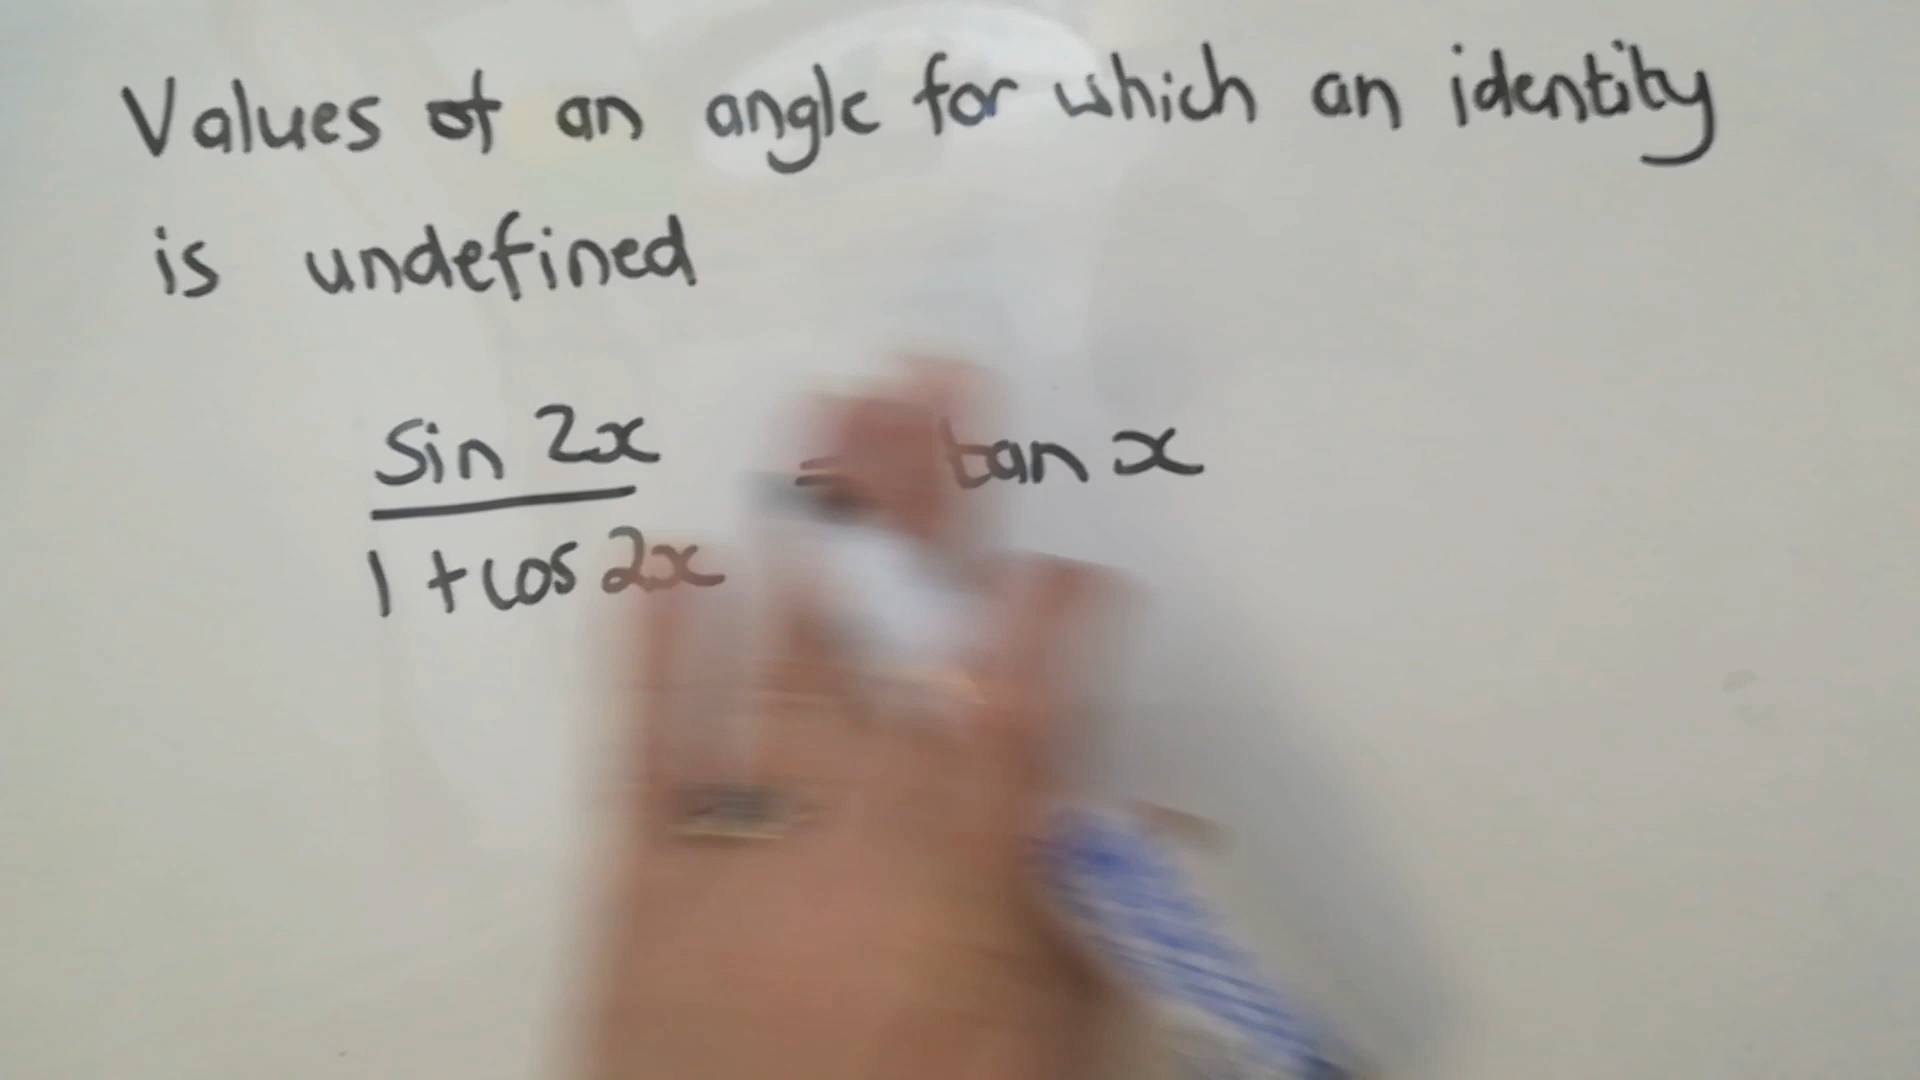 Values of an angle for which an identity
is undefined
sin 2x = tan x
1 + cos 2x